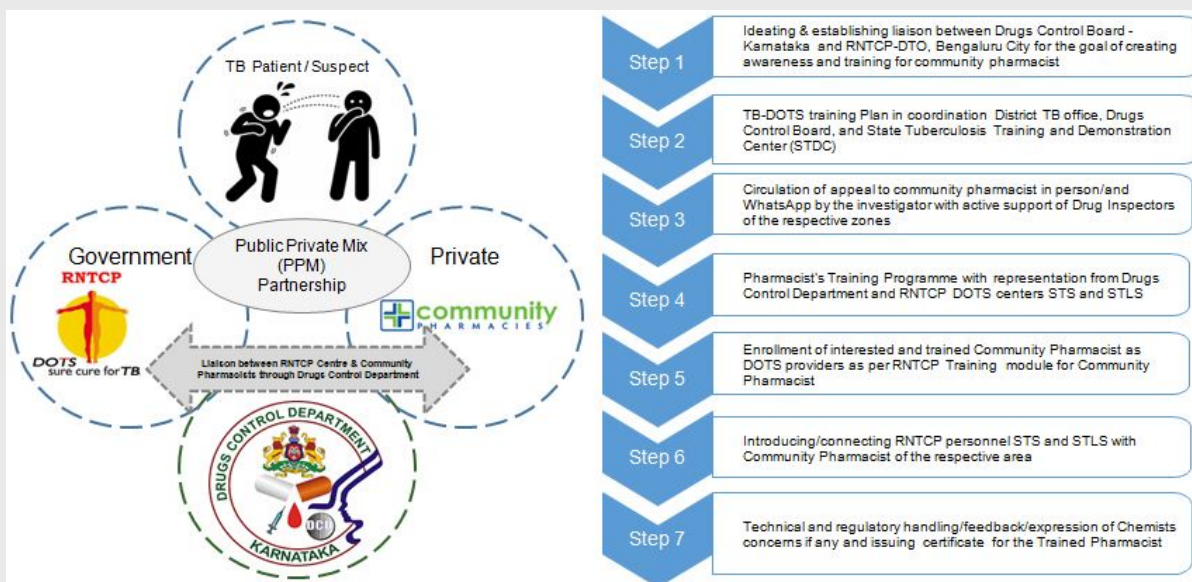 TB Patient/Suspect
Government
RNTCP
DOTS
sure cure for TB
Public Private Mix
(PPM)
Partnership
Private
community
PHARMACIES
Liaison between RNTCP Centre & Community
Pharmacists through Drugs Control Department
DRUGS CONTROL DEPARTMENT
DCD
KARNATAKA
Step 1
Ideating & establishing liaison between Drugs Control Board -
Karnataka and RNTCP-DTO, Bengaluru City for the goal of creating
awareness and training for community pharmacist
Step 2
TB-DOTS training Plan in coordination District TB office, Drugs
Control Board, and State Tuberculosis Training and Demonstration
Center (STDC)
Step 3
Circulation of appeal to community pharmacist in person/and
WhatsApp by the investigator with active support of Drug Inspectors
of the respective zones
Step 4
Pharmacist's Training Programme with representation from Drugs
Control Department and RNTCP DOTS centers STS and STLS
Step 5
Enrollment of interested and trained Community Pharmacist as
DOTS providers as per RNTCP Training module for Community
Pharmacist
Step 6
Introducing/connecting RNTCP personnel STS and STLS with
Community Pharmacist of the respective area
Step 7
Technical and regulatory handling/feedback/expression of Chemists
concerns if any and issuing certificate for the Trained Pharmacist